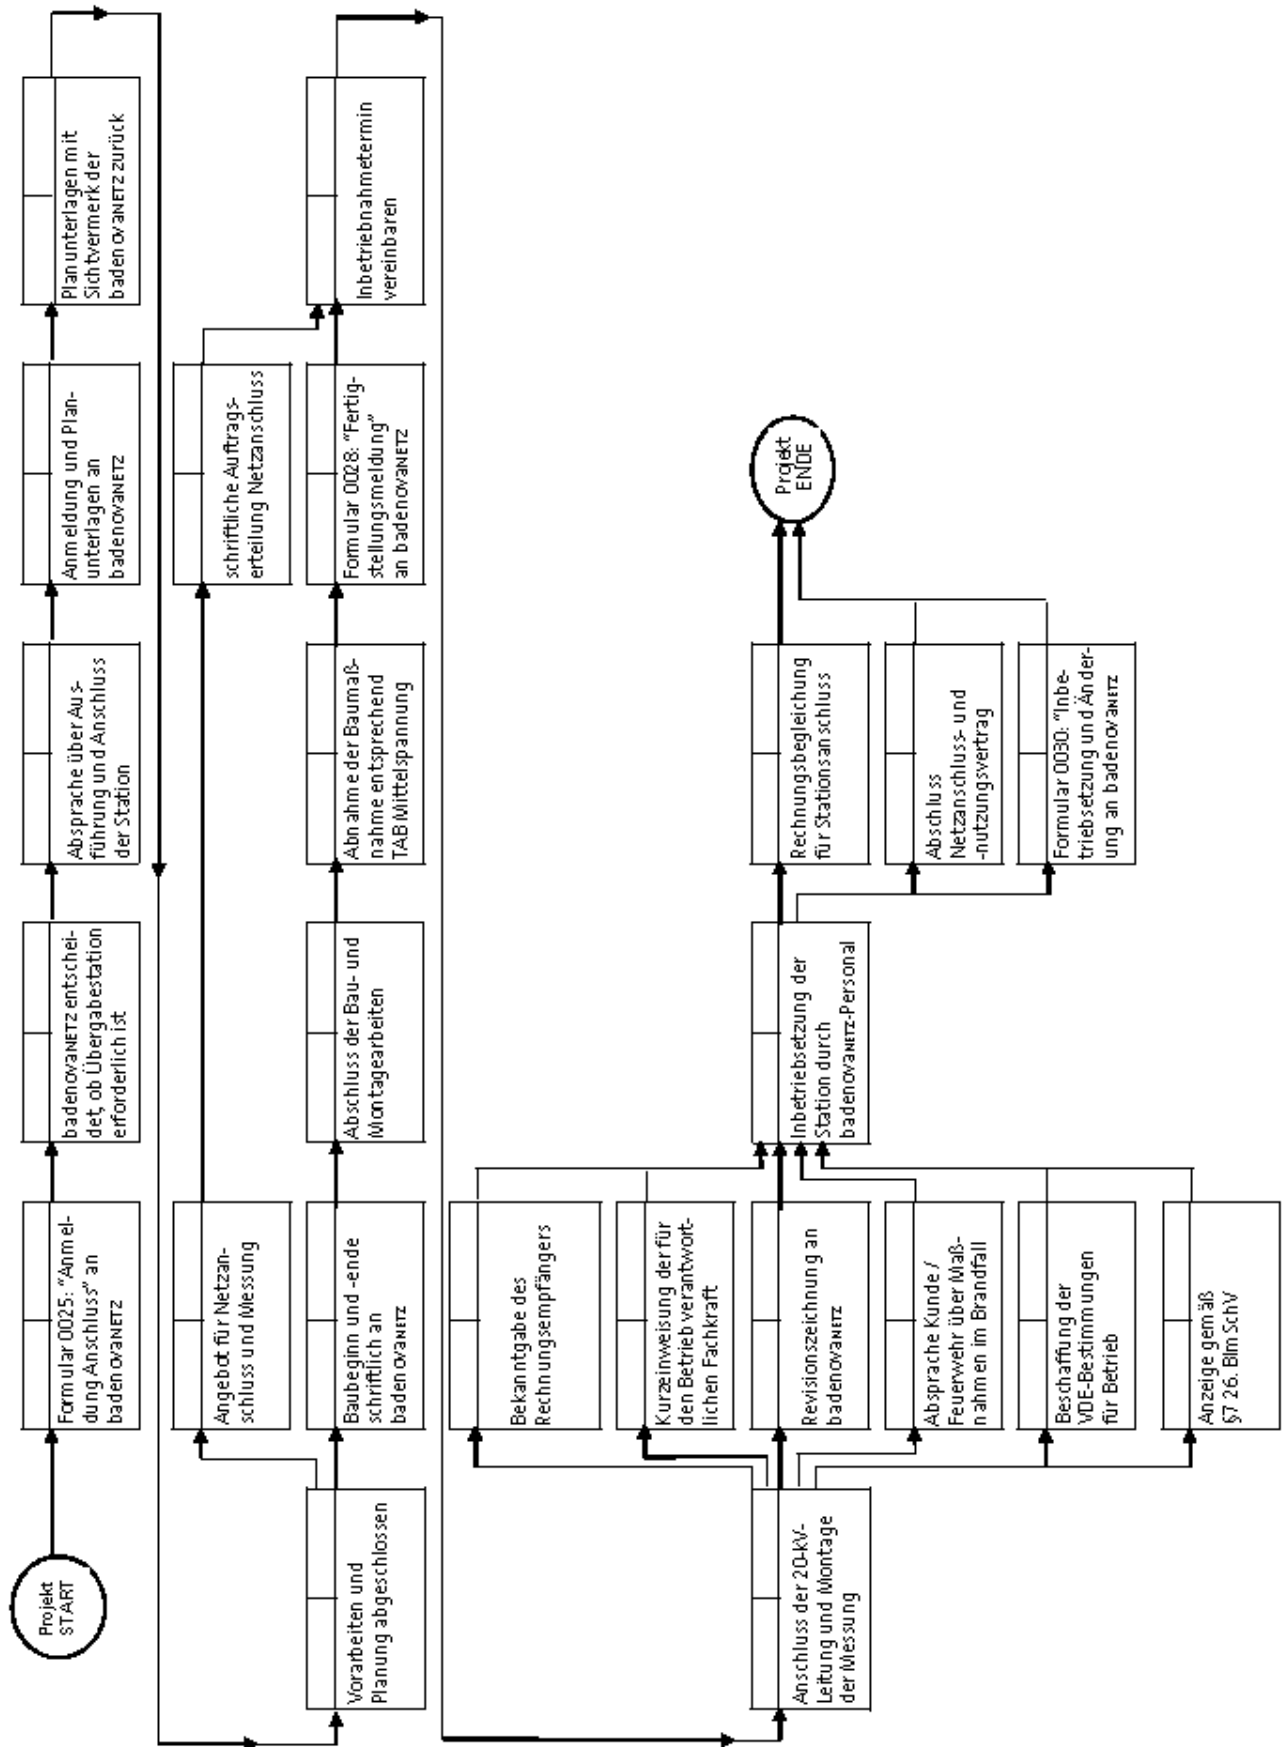 Projekt
START
Formular 0025: "Anmel-
dung Anschluss" an
badenovaNETZ
badenovaNETZ entschei-
det, ob Übergabestation
erforderlich ist
Absprache über Aus-
führung und Anschluss
der Station
Anmeldung und Plan-
unterlagen an
badenovaNETZ
Planunterlagen mit
Sichtvermerk der
badenovaNETZ zurück
Vorarbeiten und
Planung abgeschlossen
Angebot für Netzan-
schluss und Messung
schriftliche Auftrags-
erteilung Netzanschluss
Baubeginn und -ende
schriftlich an
badenovaNETZ
Abschluss der Bau- und
Montagearbeiten
Abnahme der Baumaß-
nahme entsprechend
TAB Mittelspannung
Formular 0028: "Fertig-
stellungsmeldung"
an badenovaNETZ
Inbetriebnahmetermin
vereinbaren
Anschluss der 20-kV-
Leitung und Montage
der Messung
Bekanntgabe des
Rechnungsempfängers
Kurzeinweisung der für
den Betrieb verantwort-
lichen Fachkraft
Revisionszeichnung an
badenovaNETZ
Absprache Kunde /
Feuerwehr über Maß-
nahmen im Brandfall
Beschaffung der
VDE-Bestimmungen
für Betrieb
Anzeige gemäß
§7 26. BImSchV
Inbetriebsetzung der
Station durch
badenovaNETZ-Personal
Rechnungsbegleichung
für Stationsanschluss
Abschluss
Netzanschluss- und
-nutzungsvertrag
Formular 0030: "Inbe-
triebsetzung und Änder-
ung an badenovaNETZ
Projekt
ENDE